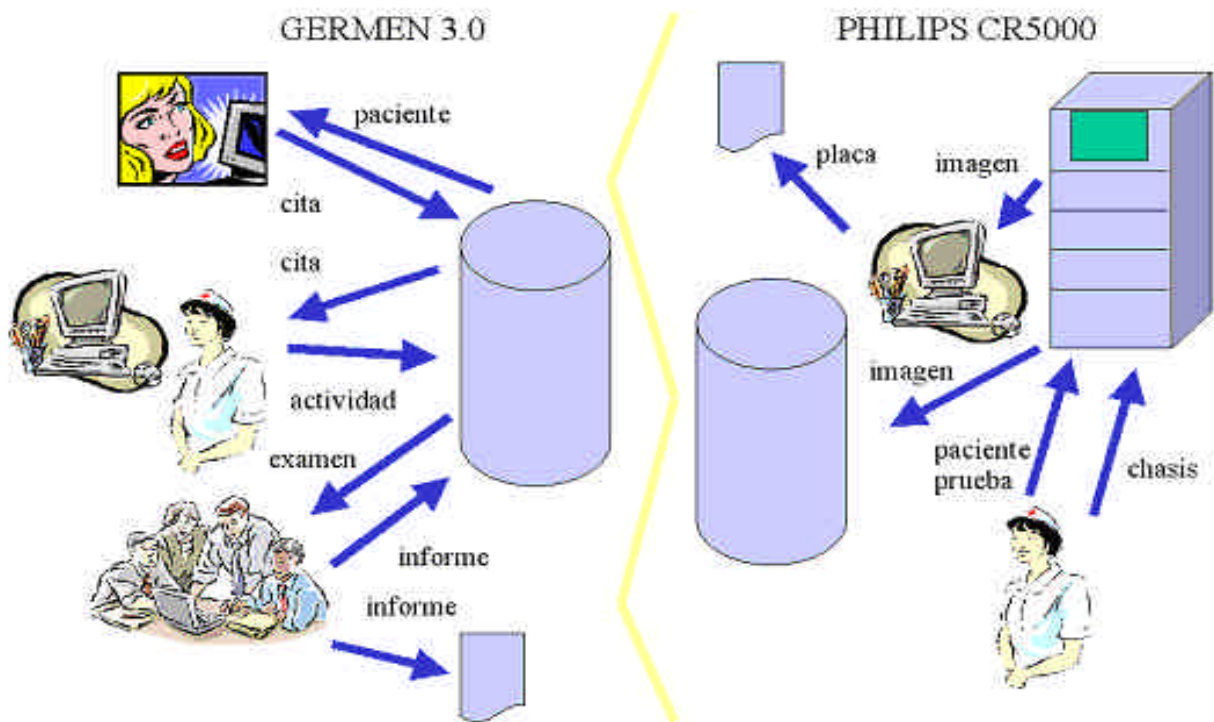 GERMEN 3.0
paciente
cita
cita
actividad
examen
informe
informe
PHILIPS CR5000
placa
imagen
imagen
paciente
prueba
chasis